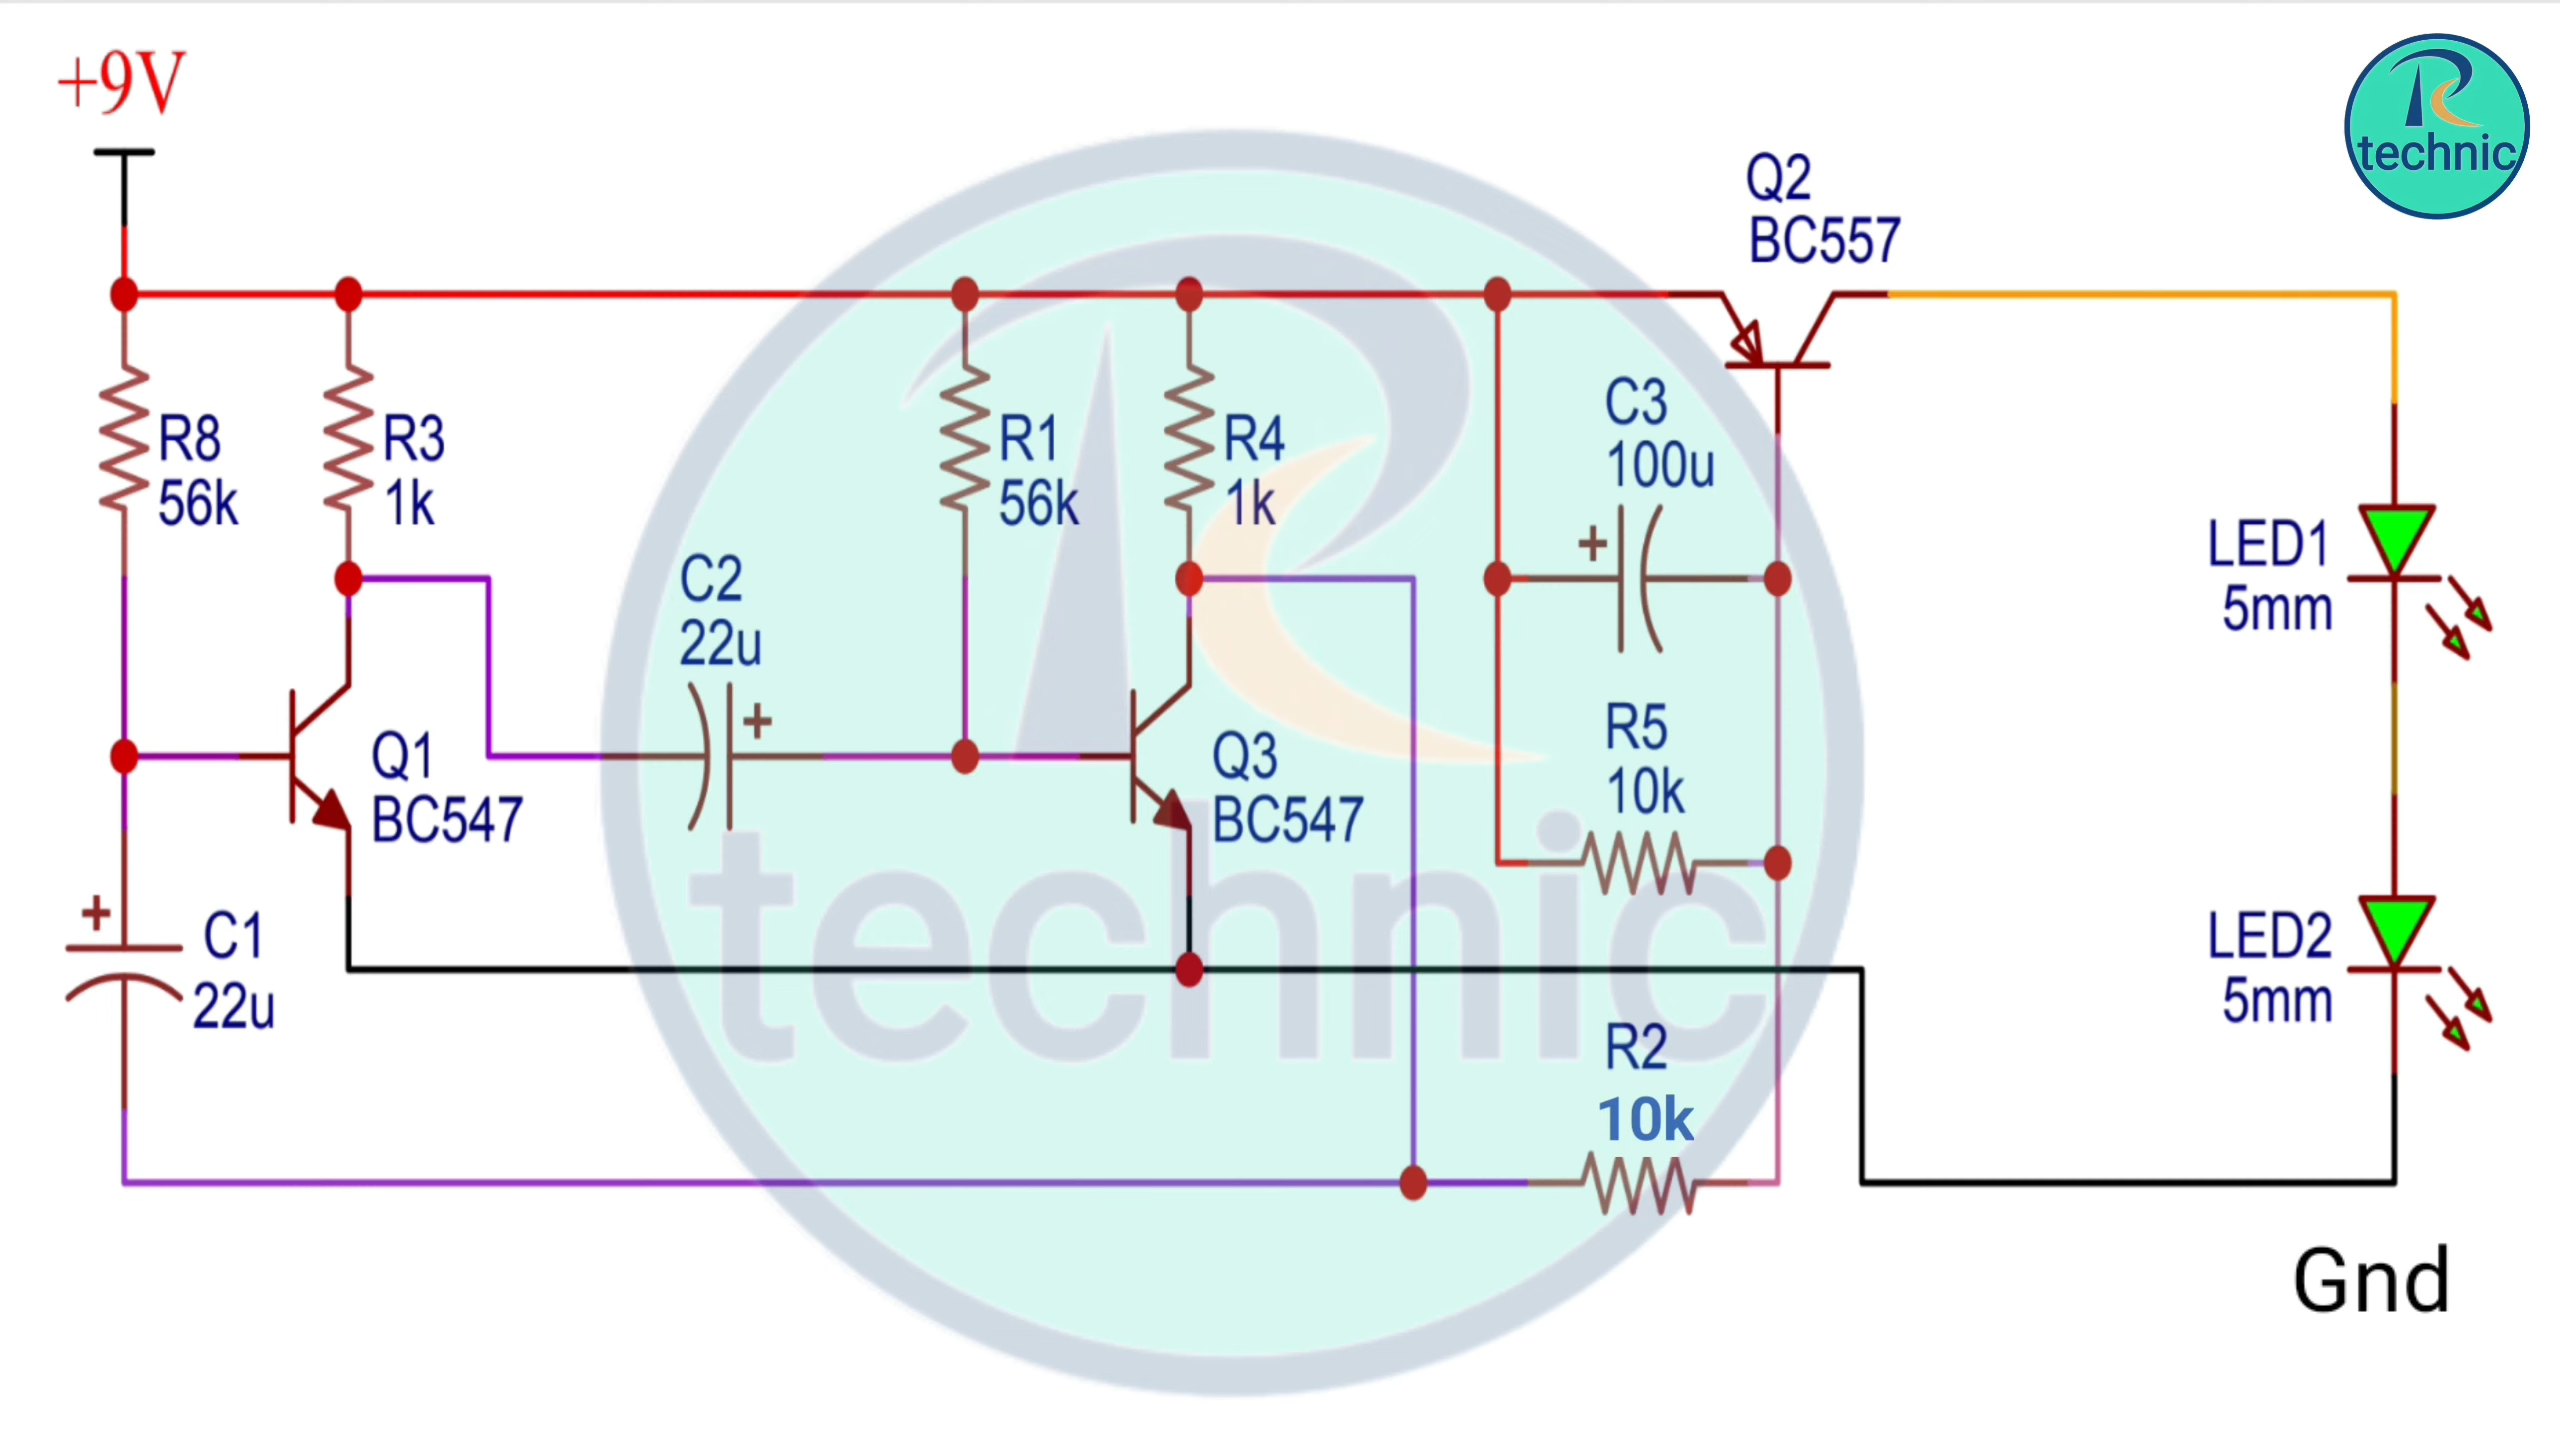 +9V
technic
Q2
BC557
R8
56k
R3
1k
R1
56k
R4
1k
C3
100u
C2
22u
LED1
5mm
Q1
BC547
+
Q3
BC547
+
R5
10k
+
C1
22u
technic
LED2
5mm
R2
10k
Gnd